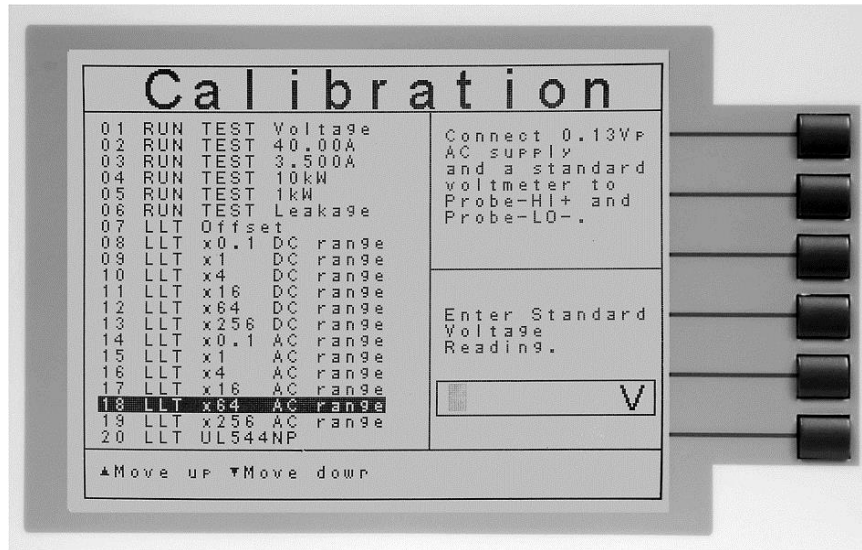 Calibration
01 RUN TEST Voltage
02 RUN TEST 40.00A
03 RUN TEST 3.500A
04 RUN TEST 10kW
05 RUN TEST 1kW
06 RUN TEST Leakage
07 LLT Offset
08 LLT x0.1 DC range
09 LLT x1 DC range
10 LLT x4 DC range
11 LLT x16 DC range
12 LLT x64 DC range
13 LLT x256 DC range
14 LLT x0.1 AC range
15 LLT x1 AC range
16 LLT x4 AC range
17 LLT x16 AC range
18 LLT x64 AC range
19 LLT x256 AC range
20 LLT UL544NP
Connect 0.13Vp
AC supply
and a standard
voltmeter to
Probe-HI+ and
Probe-LO-.
Enter Standard
Voltage
Reading.
V
▲Move up ▼Move down